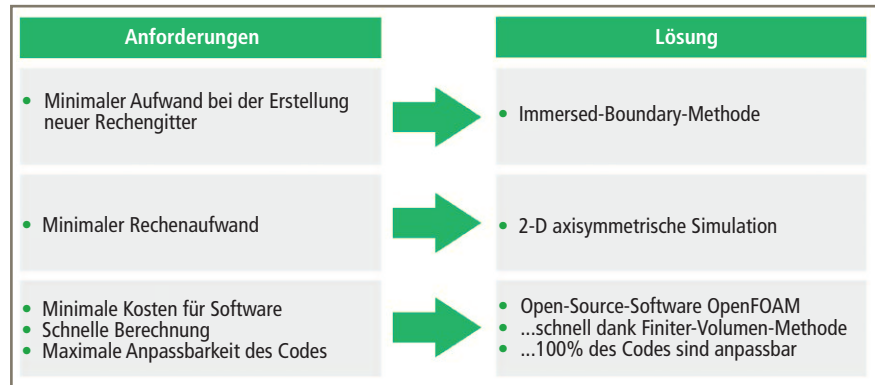 Anforderungen
Lösung
• Minimaler Aufwand bei der Erstellung
neuer Rechengitter
• Immersed-Boundary-Methode
• Minimaler Rechenaufwand
• 2-D axisymmetrische Simulation
• Minimale Kosten für Software
• Schnelle Berechnung
• Maximale Anpassbarkeit des Codes
• Open-Source-Software OpenFOAM
• ...schnell dank Finiter-Volumen-Methode
• ...100% des Codes sind anpassbar